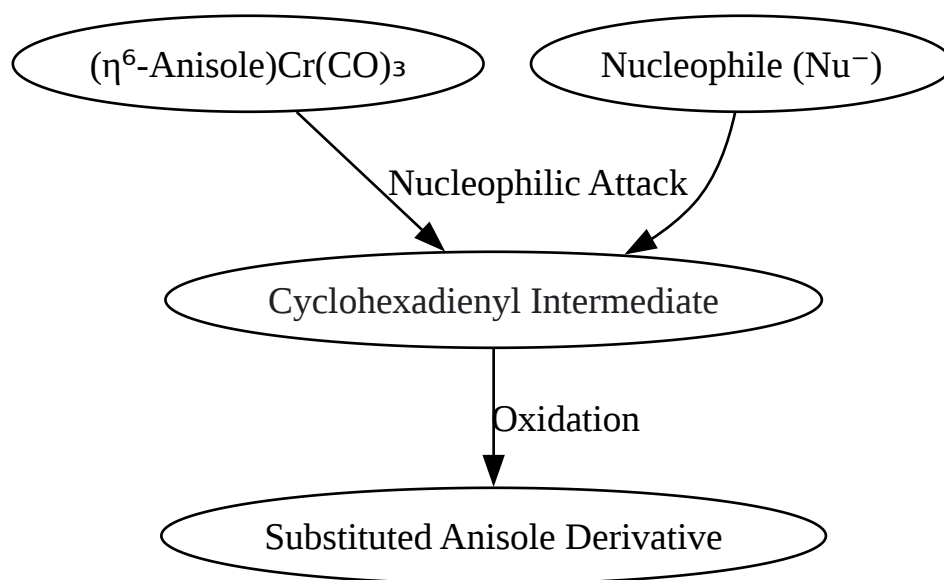 (η⁶-Anisole)Cr(CO)₃
Nucleophile (Nu⁻)
Nucleophilic Attack
Cyclohexadienyl Intermediate
Oxidation
Substituted Anisole Derivative